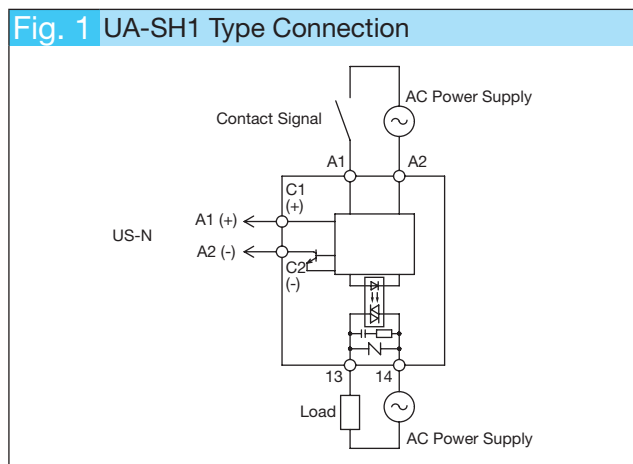 Fig. 1 UA-SH1 Type Connection
AC Power Supply
Contact Signal
A1 A2
C1
(+)
A1 (+)
US-N
A2 (-)
C2
(-)
13 14
Load
AC Power Supply